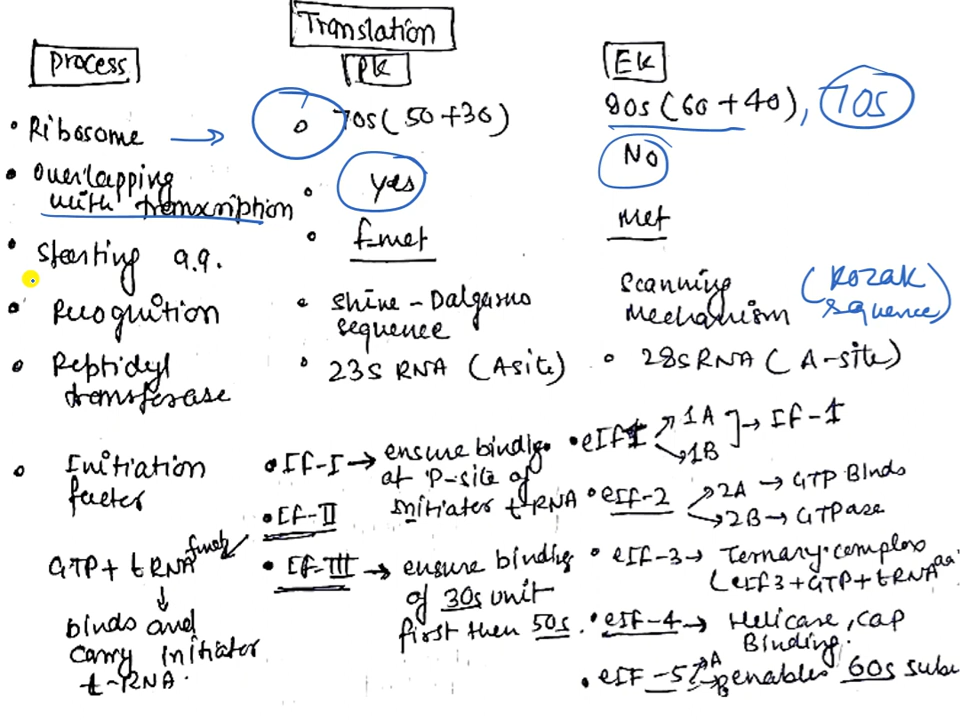 Translation
Process PK EK
• Ribosome → 70s (50+30) 80s (60+40), 70s
• Overlapping with transcription • Yes No
• Starting a.a. • f-met Met
• Recognition • Shine-Dalgarno sequence Scanning Mechanism (Kozak sequence)
• Peptidyl transferase • 23S RNA (A site) • 28S RNA (A-site)
• Initiation factor
• IF-I → ensure binding at P-site of initiator t-RNA
• IF-II
GTP + tRNA fmet
↓
binds and carry initiator t-RNA.
• IF-III → ensure binding of 30s unit first then 50s.
• eIF1 → 1A → 1B ] → IF-1
• eIF-2 → 2A → GTP Binds
→ 2B → GTPase
• eIF-3 → Ternary complex
(eIF3 + GTP + tRNA aa
• eIF-4 → Helicase, cap Binding.
• eIF-5 A B enables 60s subu